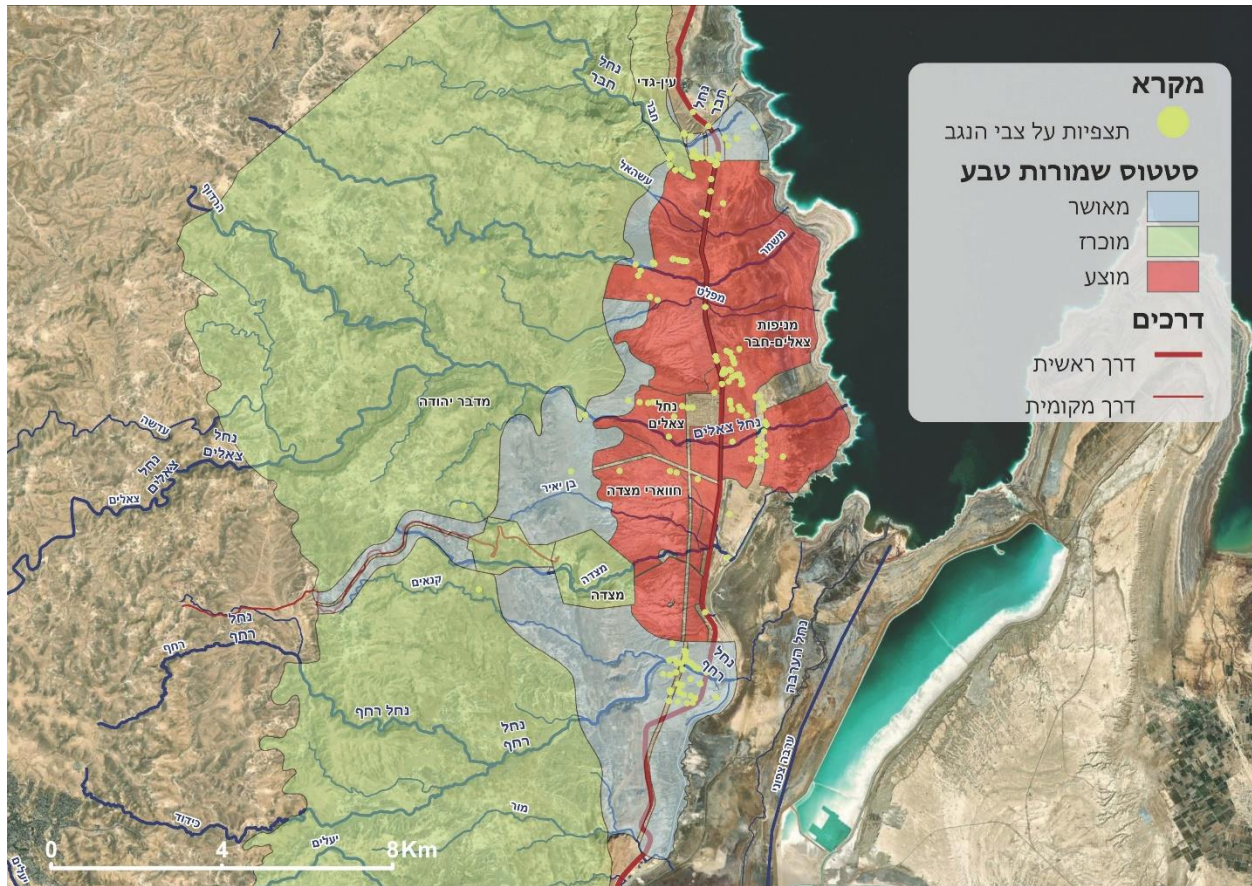 מקרא
תצפיות על צבי הנגב
סטטוס שמורות טבע
מאושר
מוכרז
מוצע
דרכים
דרך ראשית
דרך מקומית
עין-גדי
נחל
חבר
נחל
חבר
חבר
עשהאל
הרדוף
משמר
מפלט
מניפות
צאלים-חבר
מדבר יהודה
נחל
צאלים
נחל צאלים
עדשה
נחל
צאלים
נחל
צאלים
צאלים
בן יאיר
חווארי מצדה
מצדה
מצדה
קנאים
נחל
רחף
רחף
נחל
רחף
נחל הערבה
נחל רחף
נחל
רחף
ערבה צפוני
מור
כידוד
יעלים
יעלים
0 4 8Km